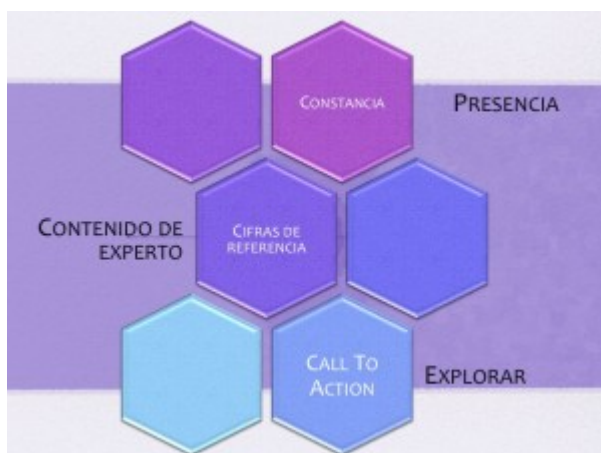 Constancia
Presencia
Contenido de
experto
Cifras de
referencia
Call To
Action
Explorar